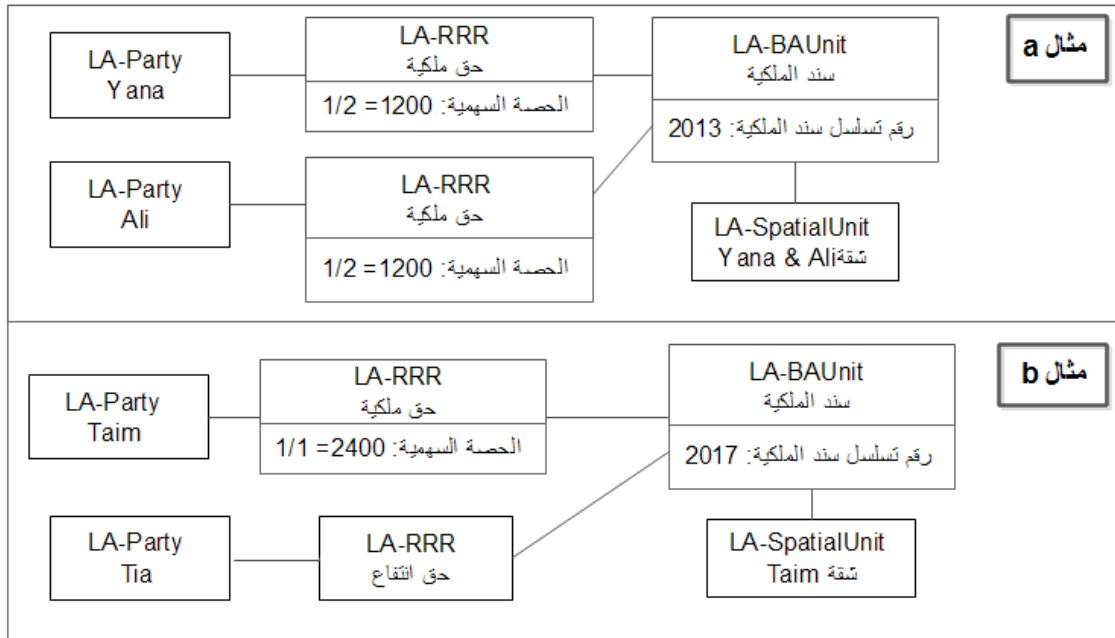 مثال a
LA-Party
Yana
LA-RRR
حق ملكية
الحصة السهمية: 1200= 1/2
LA-BAUnit
سند الملكية
رقم تسلسل سند الملكية: 2013
LA-Party
Ali
LA-RRR
حق ملكية
الحصة السهمية: 1200= 1/2
LA-SpatialUnit
شقةYana & Ali
مثال b
LA-Party
Taim
LA-RRR
حق ملكية
الحصة السهمية: 2400= 1/1
LA-BAUnit
سند الملكية
رقم تسلسل سند الملكية: 2017
LA-Party
Tia
LA-RRR
حق انتفاع
LA-SpatialUnit
شقة Taim